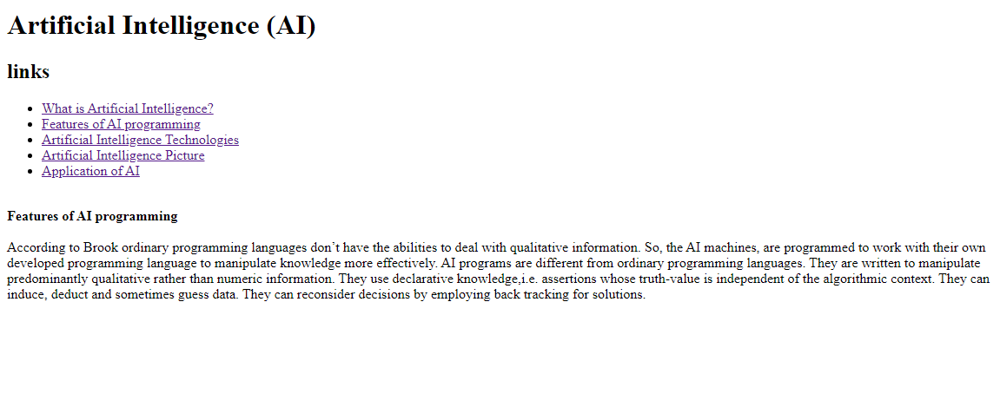 Artificial Intelligence (AI)
links
What is Artificial Intelligence?
Features of AI programming
Artificial Intelligence Technologies
Artificial Intelligence Picture
Application of AI
Features of AI programming
According to Brook ordinary programming languages don`t have the abilities to deal with qualitative information. So, the AI machines, are programmed to work with their own
developed programming language to manipulate knowledge more effectively. AI programs are different from ordinary programming languages. They are written to manipulate
predominantly qualitative rather than numeric information. They use declarative knowledge,i.e. assertions whose truth-value is independent of the algorithmic context. They can
induce, deduct and sometimes guess data. They can reconsider decisions by employing back tracking for solutions.